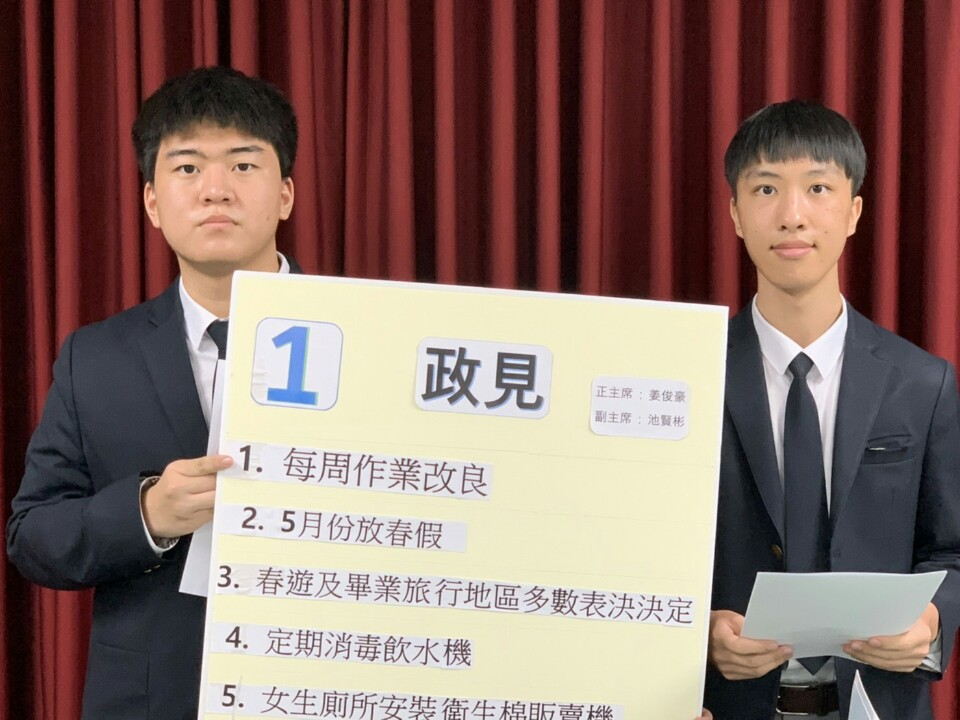 1
政見
正主席：姜俊豪
副主席：池賢彬
1. 每周作業改良
2. 5月份放春假
3. 春遊及畢業旅行地區多數表決決定
4. 定期消毒飲水機
5. 女生廁所安裝衛生棉販賣機